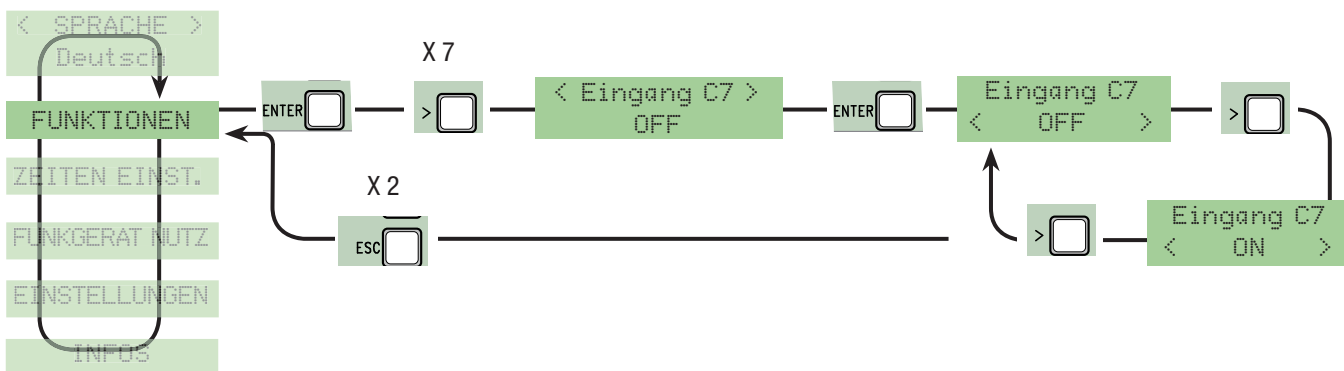 < SPRACHE >
Deutsch
FUNKTIONEN
ZEITEN EINST.
FUNKGERAT NUTZ
EINSTELLUNGEN
INFOS
ENTER
X 7
>
< Eingang C7 >
OFF
ENTER
Eingang C7
< OFF >
>
Eingang C7
< ON >
>
X 2
ESC